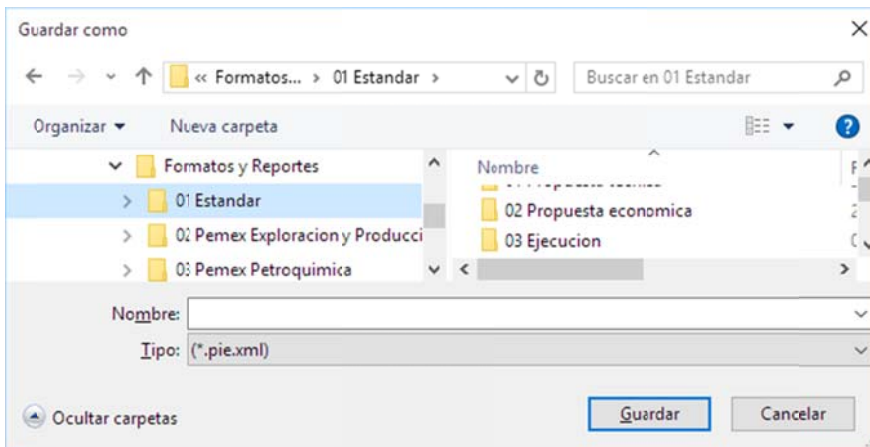 Guardar como
« Formatos... > 01 Estandar >
Buscar en 01 Estandar
Organizar
Nueva carpeta
Formatos y Reportes
01 Estandar
02 Pemex Exploracion y Producci
03 Pemex Petroquimica
Nombre
02 Propuesta economica
03 Ejecucion
Nombre:
Tipo: (*.pie.xml)
Ocultar carpetas
Guardar
Cancelar